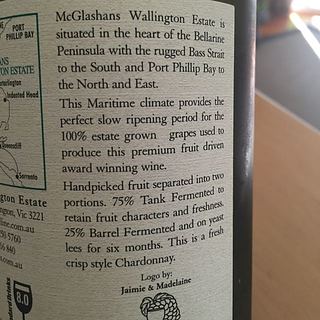 PORT
PHILLIP BAY
Indented Head
Sorrento
McGlashans Wallington Estate is
situated in the heart of the Bellarine
Peninsula with the rugged Bass Strait
to the South and Port Phillip Bay to
the North and East.
This Maritime climate provides the
perfect slow ripening period for the
100% estate grown grapes used to
produce this premium fruit driven
award winning wine.
Handpicked fruit separated into two
portions. 75% Tank Fermented to
retain fruit characters and freshness.
25% Barrel Fermented and on yeast
lees for six months. This is a fresh
crisp style Chardonnay.
Logo by:
Jaimie & Madelaine
Estate
Vic 3221
8.0